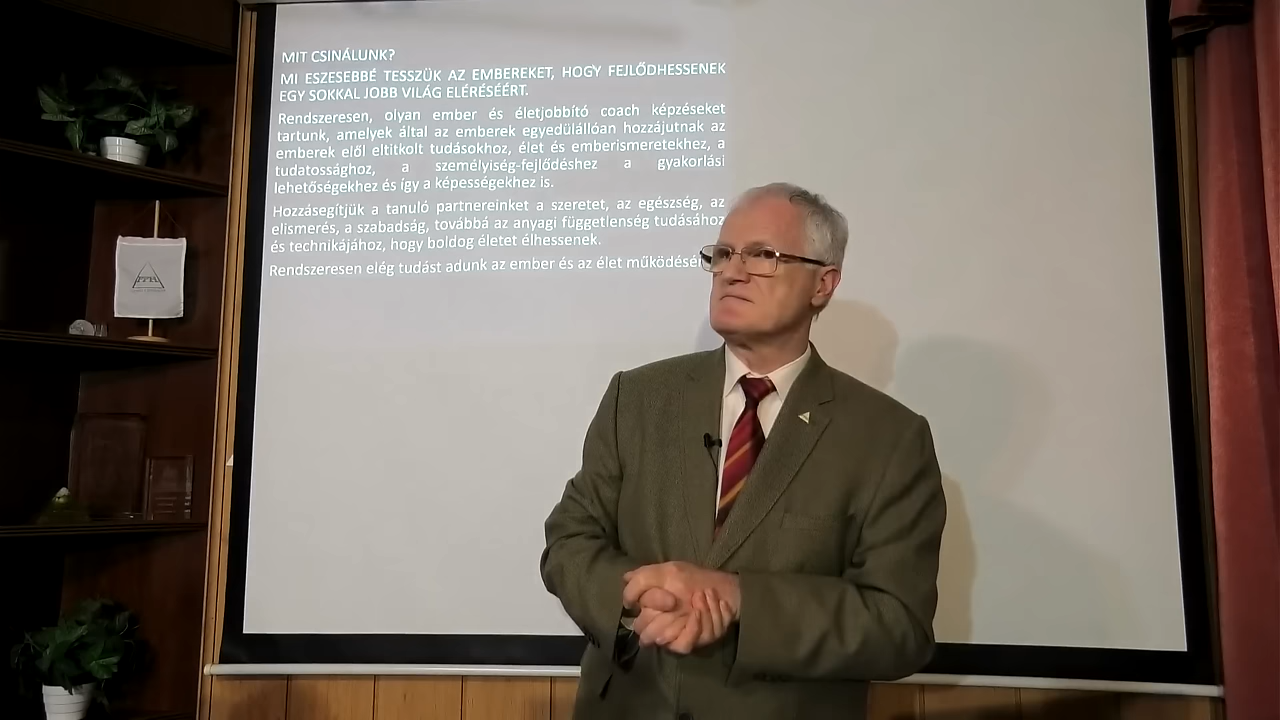 MIT CSINÁLUNK?
MI ESZESEBBÉ TESSZÜK AZ EMBEREKET, HOGY FEJLŐDHESSENEK
EGY SOKKAL JOBB VILÁG ELÉRÉSÉÉRT.
Rendszeresen, olyan ember és életjobbító coach képzéseket
tartunk, amelyek által az emberek egyedülállóan hozzájutnak az
emberek elől eltitkolt tudásokhoz, élet és emberismeretekhez, a
tudatossághoz, a személyiség-fejlődéshez a gyakorlási
lehetőségekhez és így a képességekhez is.
Hozzásegítjük a tanuló partnereinket a szeretet, az egészség, az
elismerés, a szabadság, továbbá az anyagi függetlenség tudásához
és technikájához, hogy boldog életet élhessenek.
Rendszeresen elég tudást adunk az ember és az élet